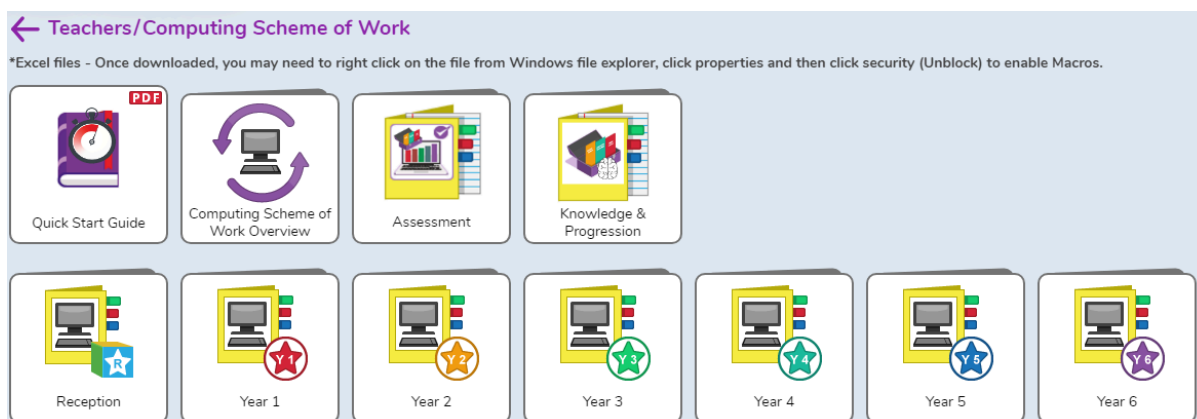 Teachers/Computing Scheme of Work
*Excel files - Once downloaded, you may need to right click on the file from Windows file explorer, click properties and then click security (Unblock) to enable Macros.
PDF
Quick Start Guide
Computing Scheme of
Work Overview
Assessment
Knowledge &
Progression
R
Reception
Y 1
Year 1
Y 2
Year 2
Y 3
Year 3
Y 4
Year 4
Y 5
Year 5
Y 6
Year 6